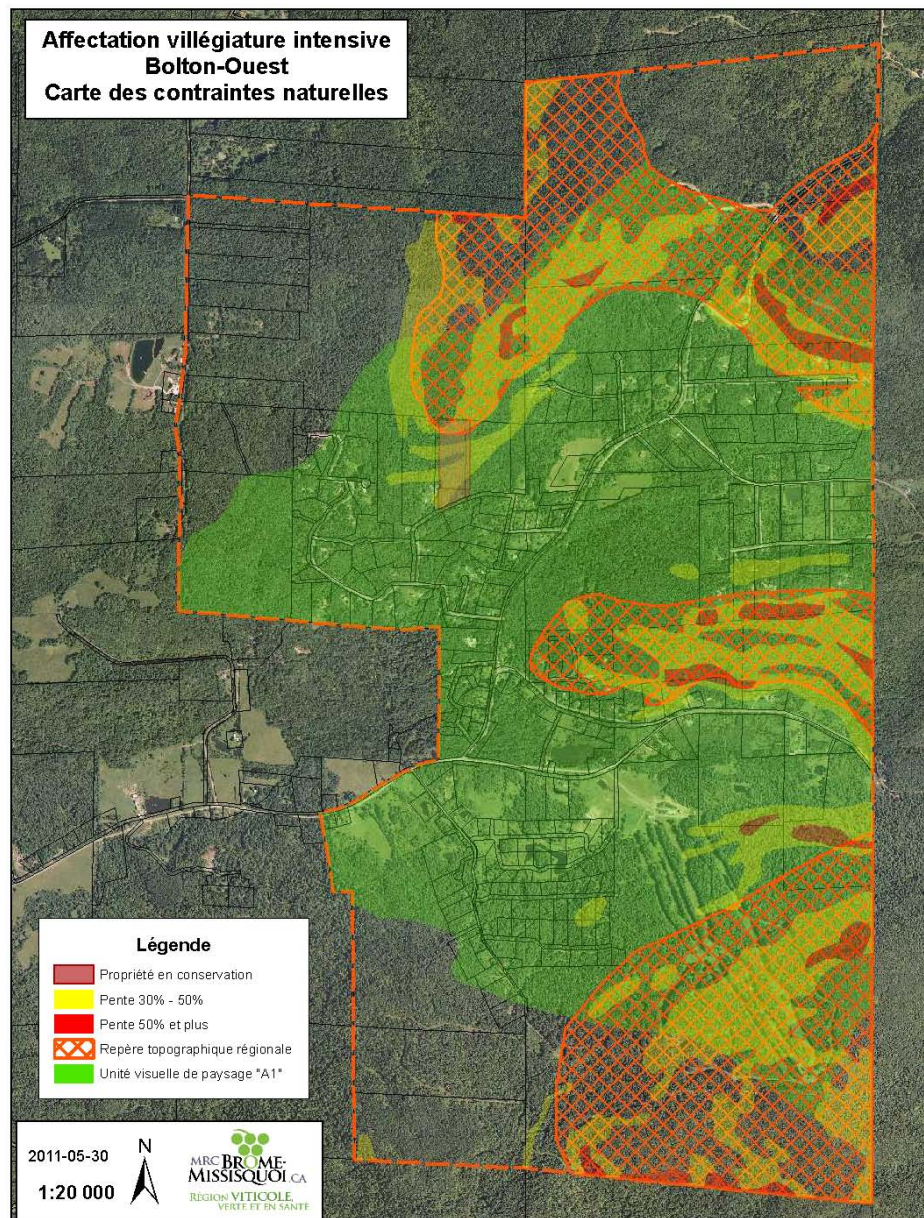 Affectation villégiature intensive
Bolton-Ouest
Carte des contraintes naturelles
Légende
Propriété en conservation
Pente 30% - 50%
Pente 50% et plus
Repère topographique régionale
Unité visuelle de paysage "A1"
2011-05-30
1:20 000
N
MRC BROME-
MISSISQUOI.CA
RÉGION VITICOLE,
VERTE ET EN SANTÉ